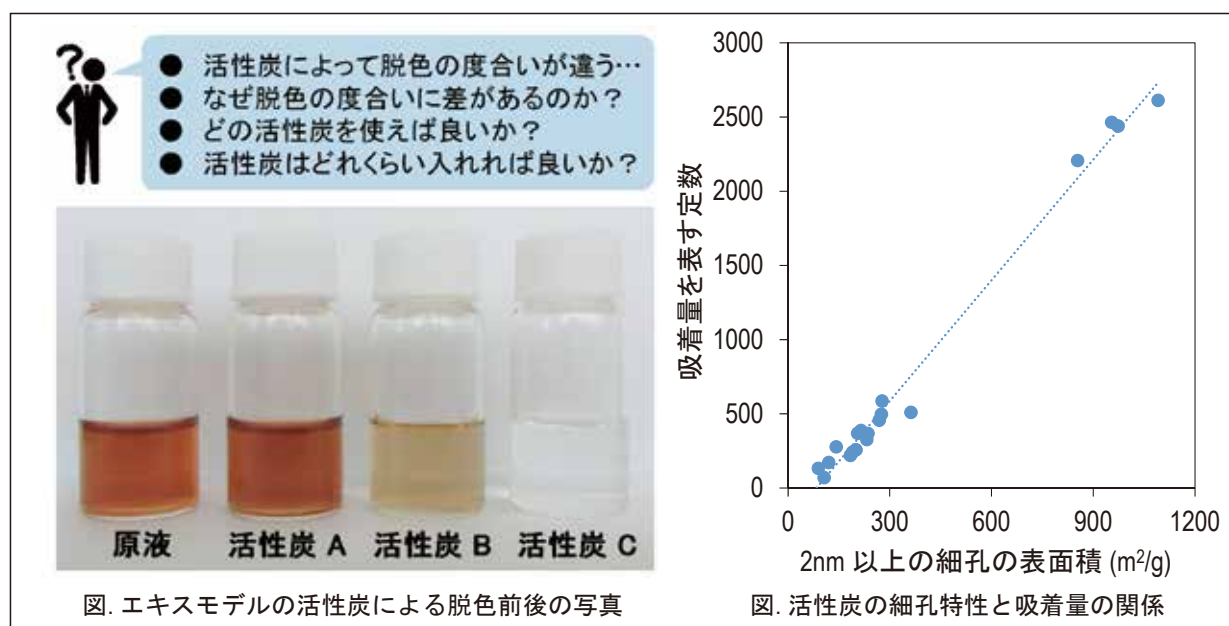 ?
● 活性炭によって脱色の度合いが違う…
● なぜ脱色の度合いに差があるのか？
● どの活性炭を使えば良いか？
● 活性炭はどれくらい入れれば良いか？
原液 活性炭 A 活性炭 B 活性炭 C
図. エキスモデルの活性炭による脱色前後の写真
吸着量を表す定数
3000
2500
2000
1500
1000
500
0
0 300 600 900 1200
2nm 以上の細孔の表面積 (m²/g)
図. 活性炭の細孔特性と吸着量の関係